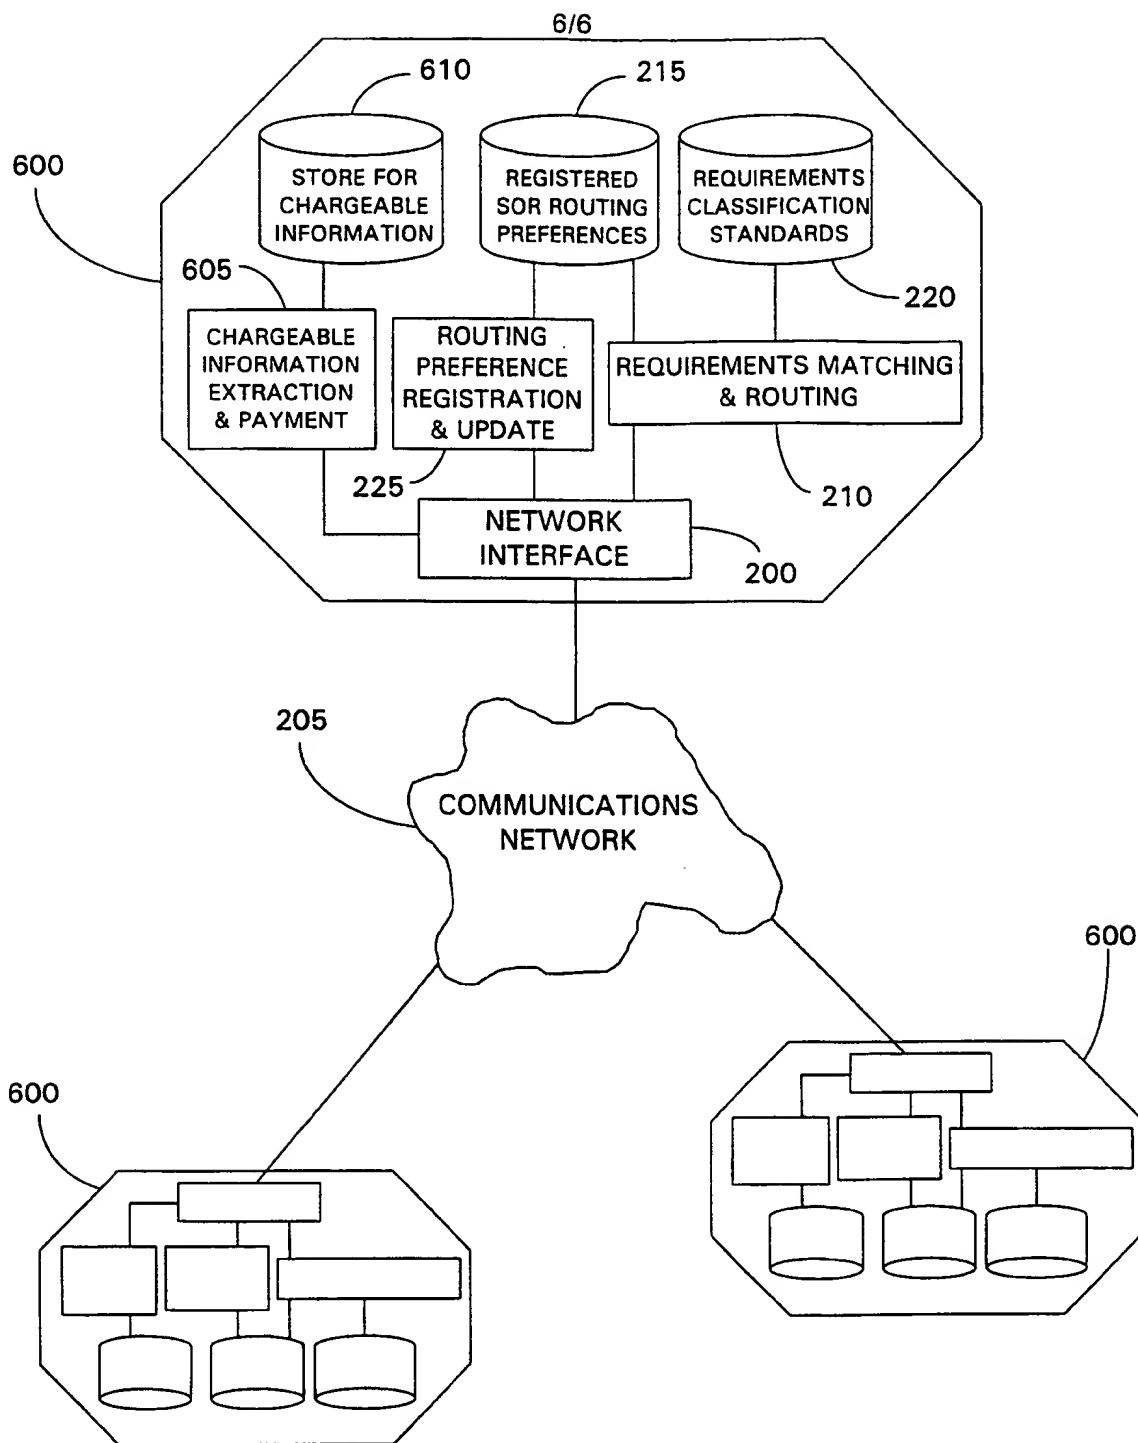 6/6
610
215
600
STORE FOR
CHARGEABLE
INFORMATION
REGISTERED
SOR ROUTING
PREFERENCES
REQUIREMENTS
CLASSIFICATION
STANDARDS
605
220
CHARGEABLE
INFORMATION
EXTRACTION
& PAYMENT
ROUTING
PREFERENCE
REGISTRATION
& UPDATE
REQUIREMENTS MATCHING
& ROUTING
225
210
NETWORK
INTERFACE
200
205
COMMUNICATIONS
NETWORK
600
600